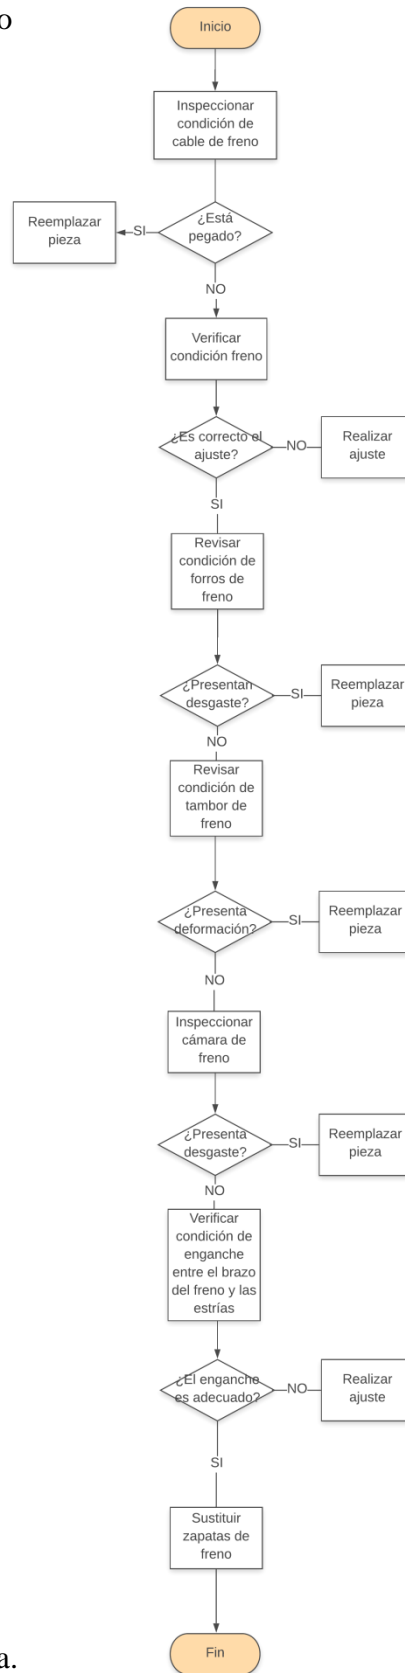 o
Inicio
Inspeccionar
condición de
cable de freno
¿Está
pegado?
SI
Reemplazar
pieza
NO
Verificar
condición freno
¿Es correcto el
ajuste?
NO
Realizar
ajuste
SI
Revisar
condición de
forros de
freno
¿Presentan
desgaste?
SI
Reemplazar
pieza
NO
Revisar
condición de
tambor de
freno
¿Presenta
deformación?
SI
Reemplazar
pieza
NO
Inspeccionar
cámara de
freno
¿Presenta
desgaste?
SI
Reemplazar
pieza
NO
Verificar
condición de
enganche
entre el brazo
del freno y las
estrías
¿El enganche
es adecuado?
NO
Realizar
ajuste
SI
Sustituir
zapatas de
freno
Fin
a.